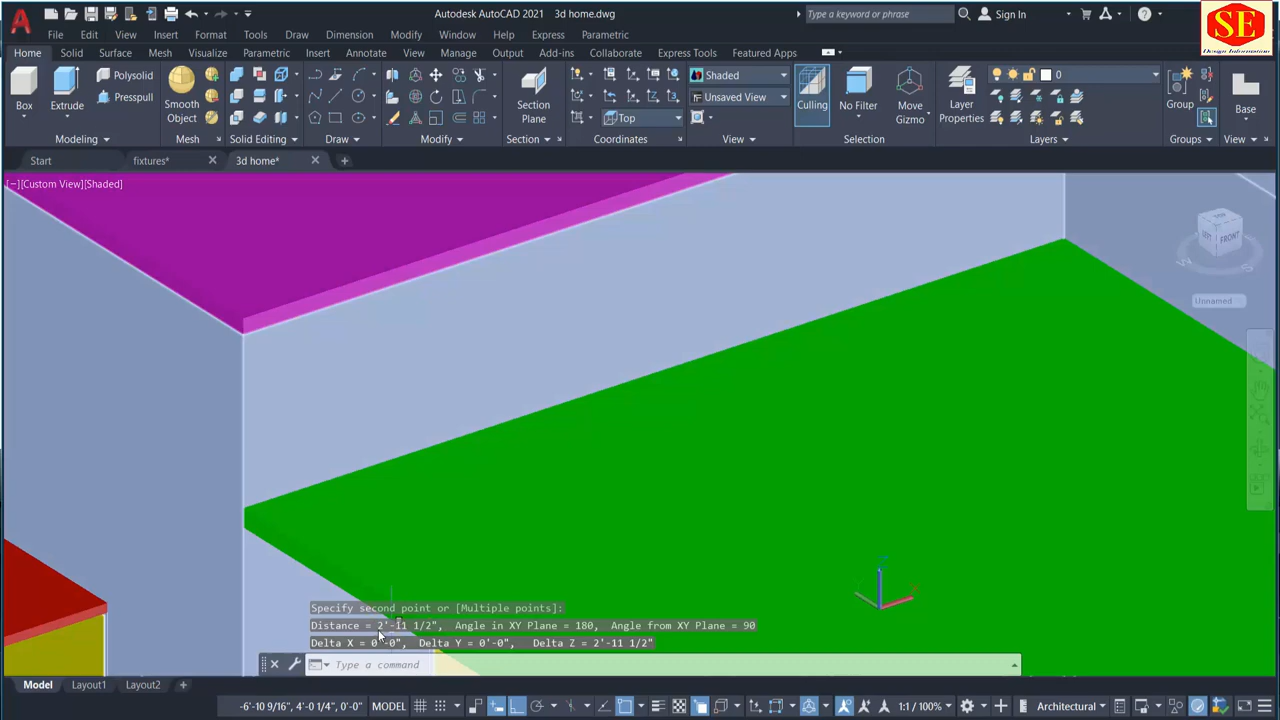 Autodesk AutoCAD 2021 3d home.dwg
Type a keyword or phrase
Sign In
SE
Design Information
File Edit View Insert Format Tools Draw Dimension Modify Window Help Express Parametric
Home Solid Surface Mesh Visualize Parametric Insert Annotate View Manage Output Add-ins Collaborate Express Tools Featured Apps
Polysolid
Presspull
Box
Extrude
Smooth
Object
Section
Plane
Shaded
Unsaved View
Top
Culling
No Filter
Move
Gizmo
Layer
Properties
0
Group
Base
Modeling Mesh Solid Editing Draw Modify Section Coordinates View Selection Layers Groups View
Start fixtures* 3d home*
[−][Custom View][Shaded]
TOP
LEFT
FRONT
W
S
Unnamed
Specify second point or [Multiple points]:
Distance = 2'-11 1/2", Angle in XY Plane = 180, Angle from XY Plane = 90
Delta X = 0'-0", Delta Y = 0'-0", Delta Z = 2'-11 1/2"
Type a command
Model Layout1 Layout2
-6'-10 9/16", 4'-0 1/4", 0'-0" MODEL
1:1 / 100%
Architectural